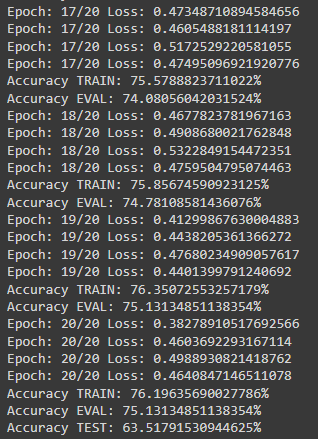 Epoch: 17/20 Loss: 0.47348710894584656
Epoch: 17/20 Loss: 0.4605488181114197
Epoch: 17/20 Loss: 0.5172529220581055
Epoch: 17/20 Loss: 0.47495096921920776
Accuracy TRAIN: 75.5788823711022%
Accuracy EVAL: 74.08056042031524%
Epoch: 18/20 Loss: 0.4677823781967163
Epoch: 18/20 Loss: 0.4908680021762848
Epoch: 18/20 Loss: 0.5322849154472351
Epoch: 18/20 Loss: 0.4759504795074463
Accuracy TRAIN: 75.85674590923125%
Accuracy EVAL: 74.78108581436076%
Epoch: 19/20 Loss: 0.41299867630004883
Epoch: 19/20 Loss: 0.4438205361366272
Epoch: 19/20 Loss: 0.47680234909057617
Epoch: 19/20 Loss: 0.4401399791240692
Accuracy TRAIN: 76.35072553257179%
Accuracy EVAL: 75.13134851138354%
Epoch: 20/20 Loss: 0.38278910517692566
Epoch: 20/20 Loss: 0.4603692293167114
Epoch: 20/20 Loss: 0.4988930821418762
Epoch: 20/20 Loss: 0.4640847146511078
Accuracy TRAIN: 76.19635690027786%
Accuracy EVAL: 75.13134851138354%
Accuracy TEST: 63.51791530944625%